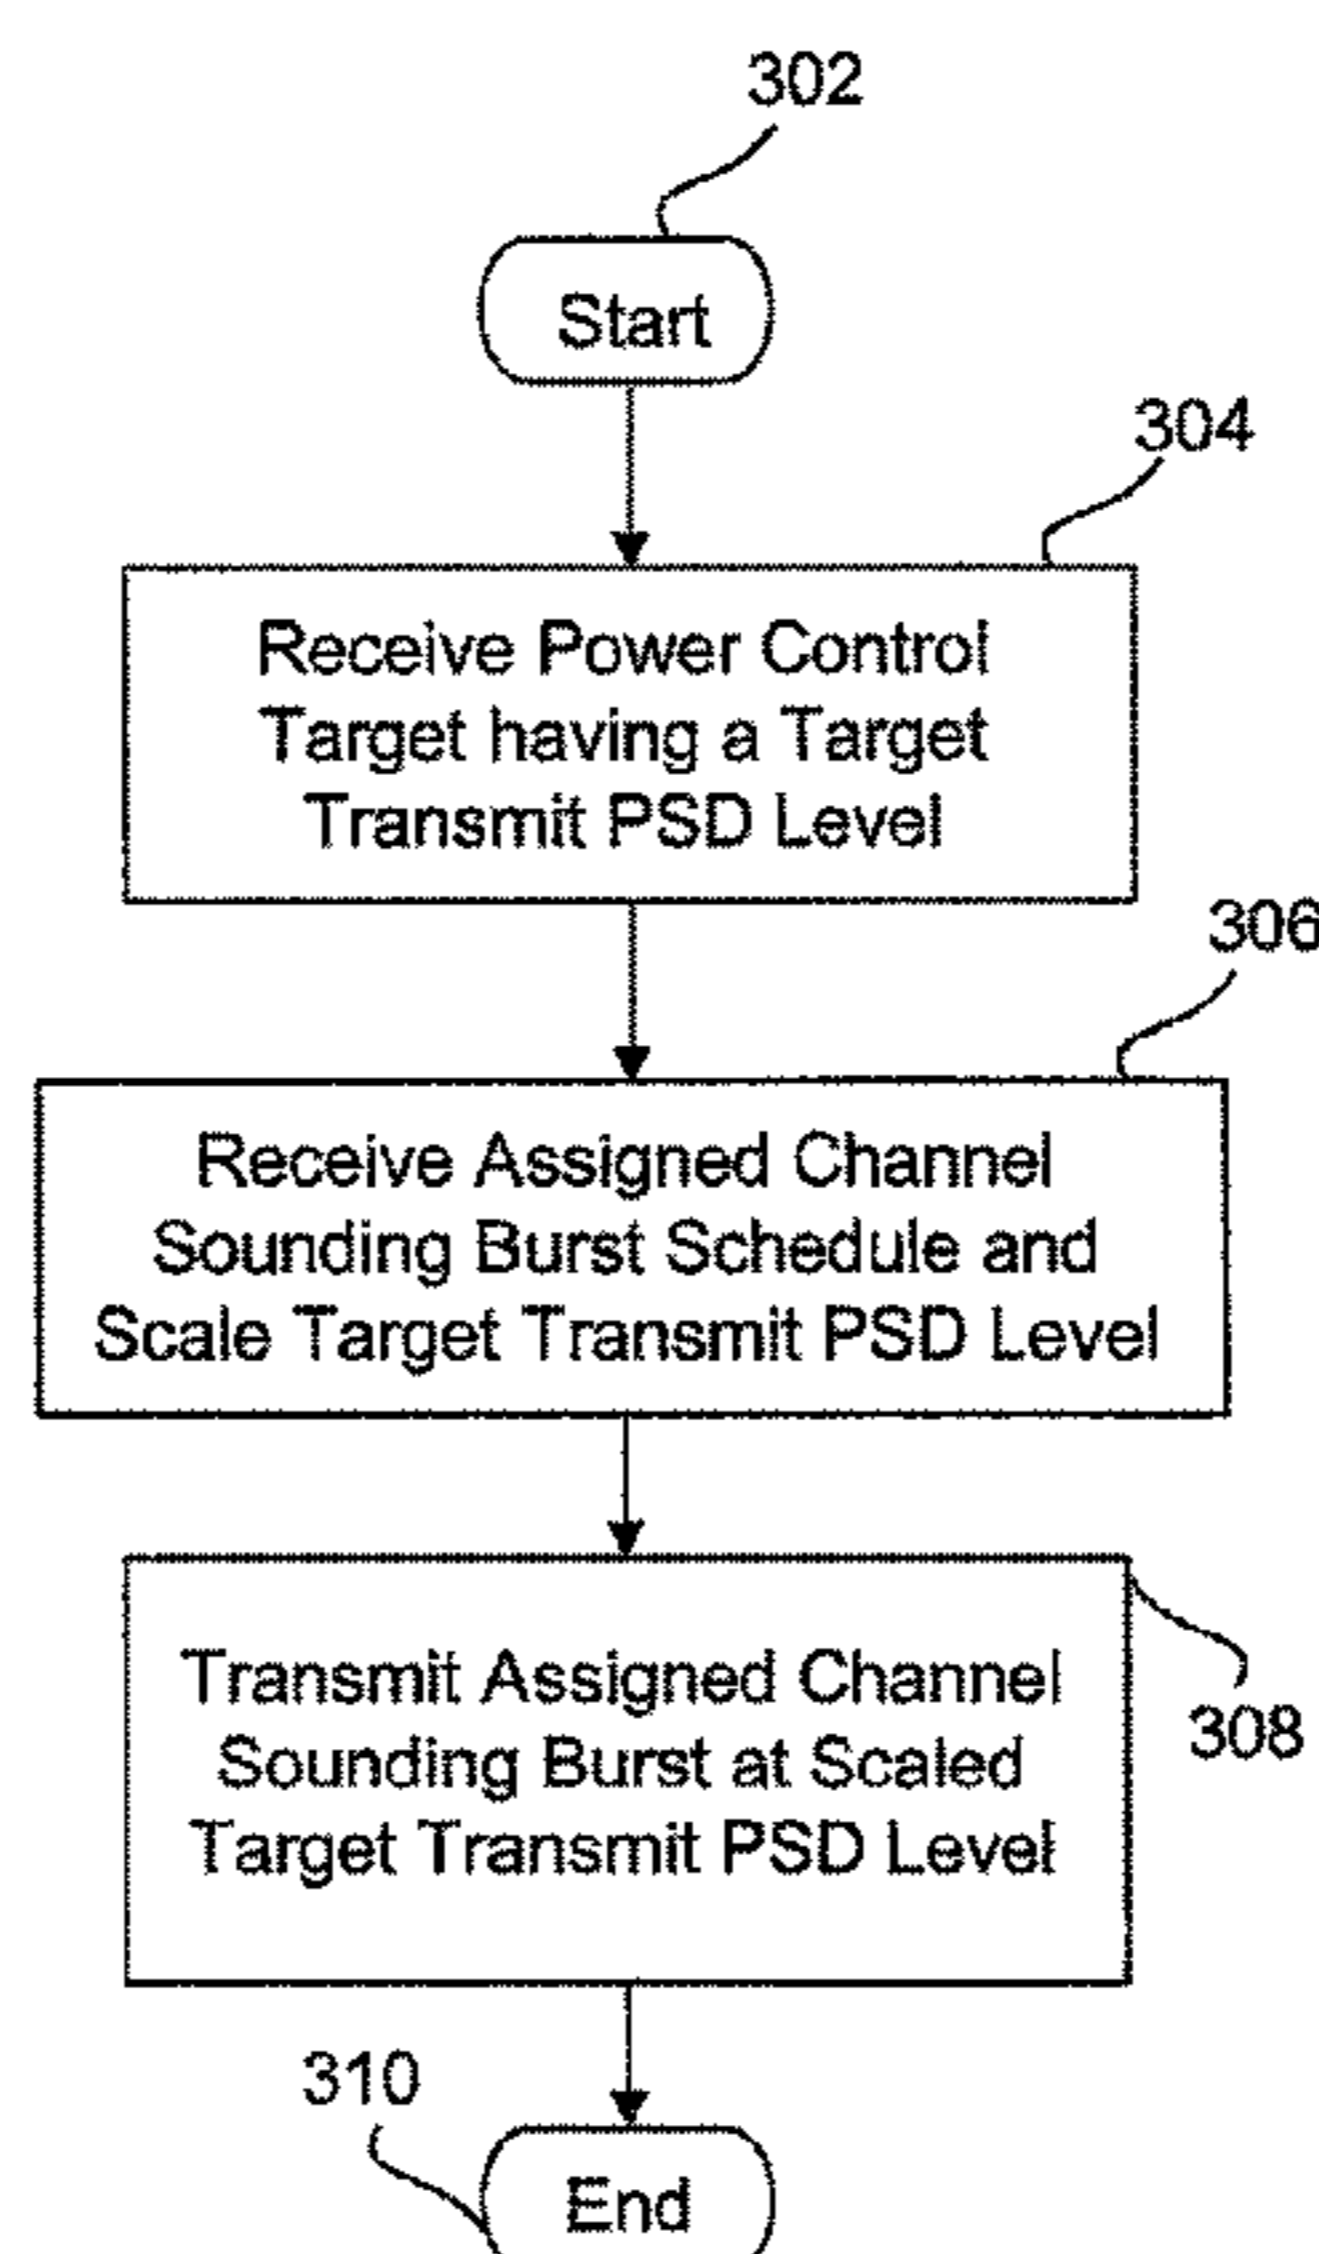 302
Start
304
Receive Power Control
Target having a Target
Transmit PSD Level
306
Receive Assigned Channel
Sounding Burst Schedule and
Scale Target Transmit PSD Level
Transmit Assigned Channel
Sounding Burst at Scaled
Target Transmit PSD Level
308
310
End